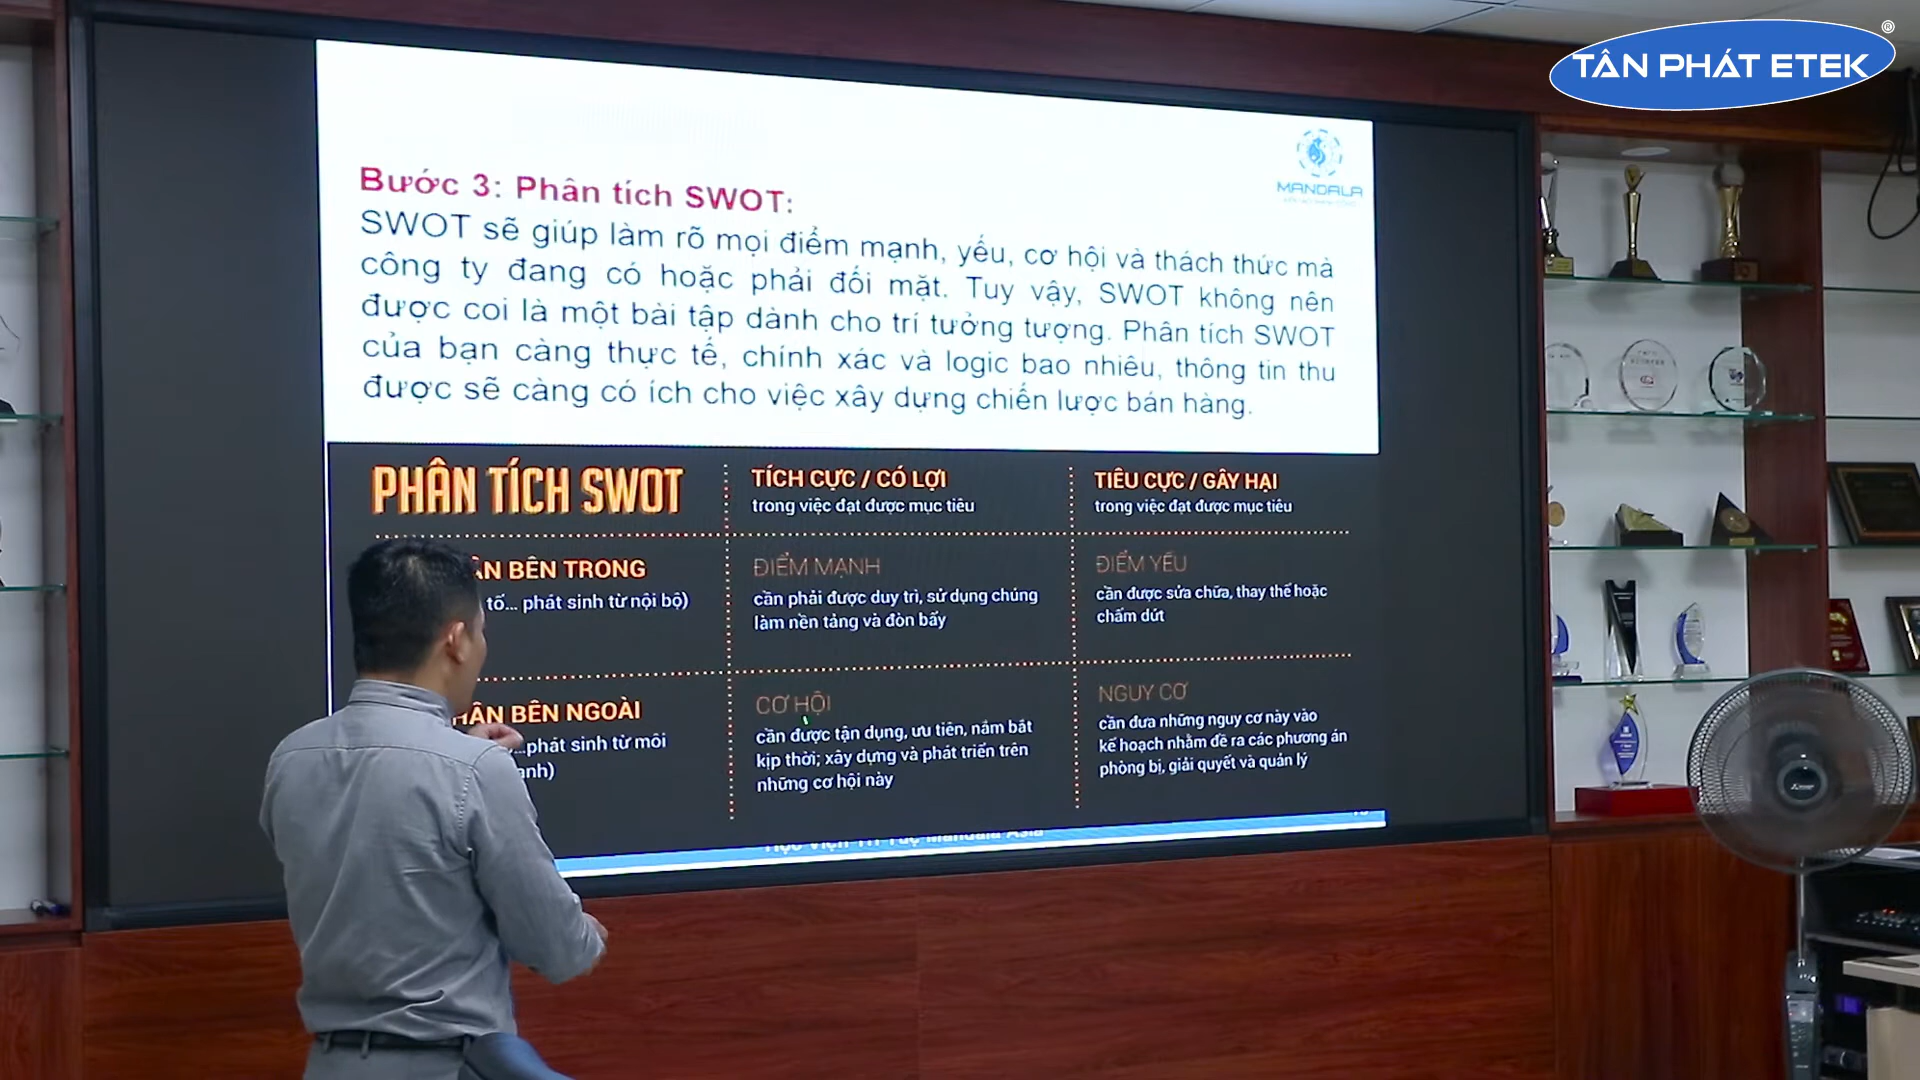 TÂN PHÁT ETEK
®
MANDALA
Bước 3: Phân tích SWOT:
SWOT sẽ giúp làm rõ mọi điểm mạnh, yếu, cơ hội và thách thức mà
công ty đang có hoặc phải đối mặt. Tuy vậy, SWOT không nên
được coi là một bài tập dành cho trí tưởng tượng. Phân tích SWOT
của bạn càng thực tế, chính xác và logic bao nhiêu, thông tin thu
được sẽ càng có ích cho việc xây dựng chiến lược bán hàng.
PHÂN TÍCH SWOT
TÍCH CỰC / CÓ LỢI
trong việc đạt được mục tiêu
TIÊU CỰC / GÂY HẠI
trong việc đạt được mục tiêu
BÊN TRONG
tố... phát sinh từ nội bộ)
ĐIỂM MẠNH
cần phải được duy trì, sử dụng chúng
làm nền tảng và đòn bẩy
ĐIỂM YẾU
cần được sửa chữa, thay thế hoặc
chấm dứt
BÊN NGOÀI
...phát sinh từ môi
CƠ HỘI
cần được tận dụng, ưu tiên, nắm bắt
kịp thời; xây dựng và phát triển trên
những cơ hội này
NGUY CƠ
cần đưa những nguy cơ này vào
kế hoạch nhằm đề ra các phương án
phòng bị, giải quyết và quản lý
Học Viện Trí Tuệ Mandala Asia